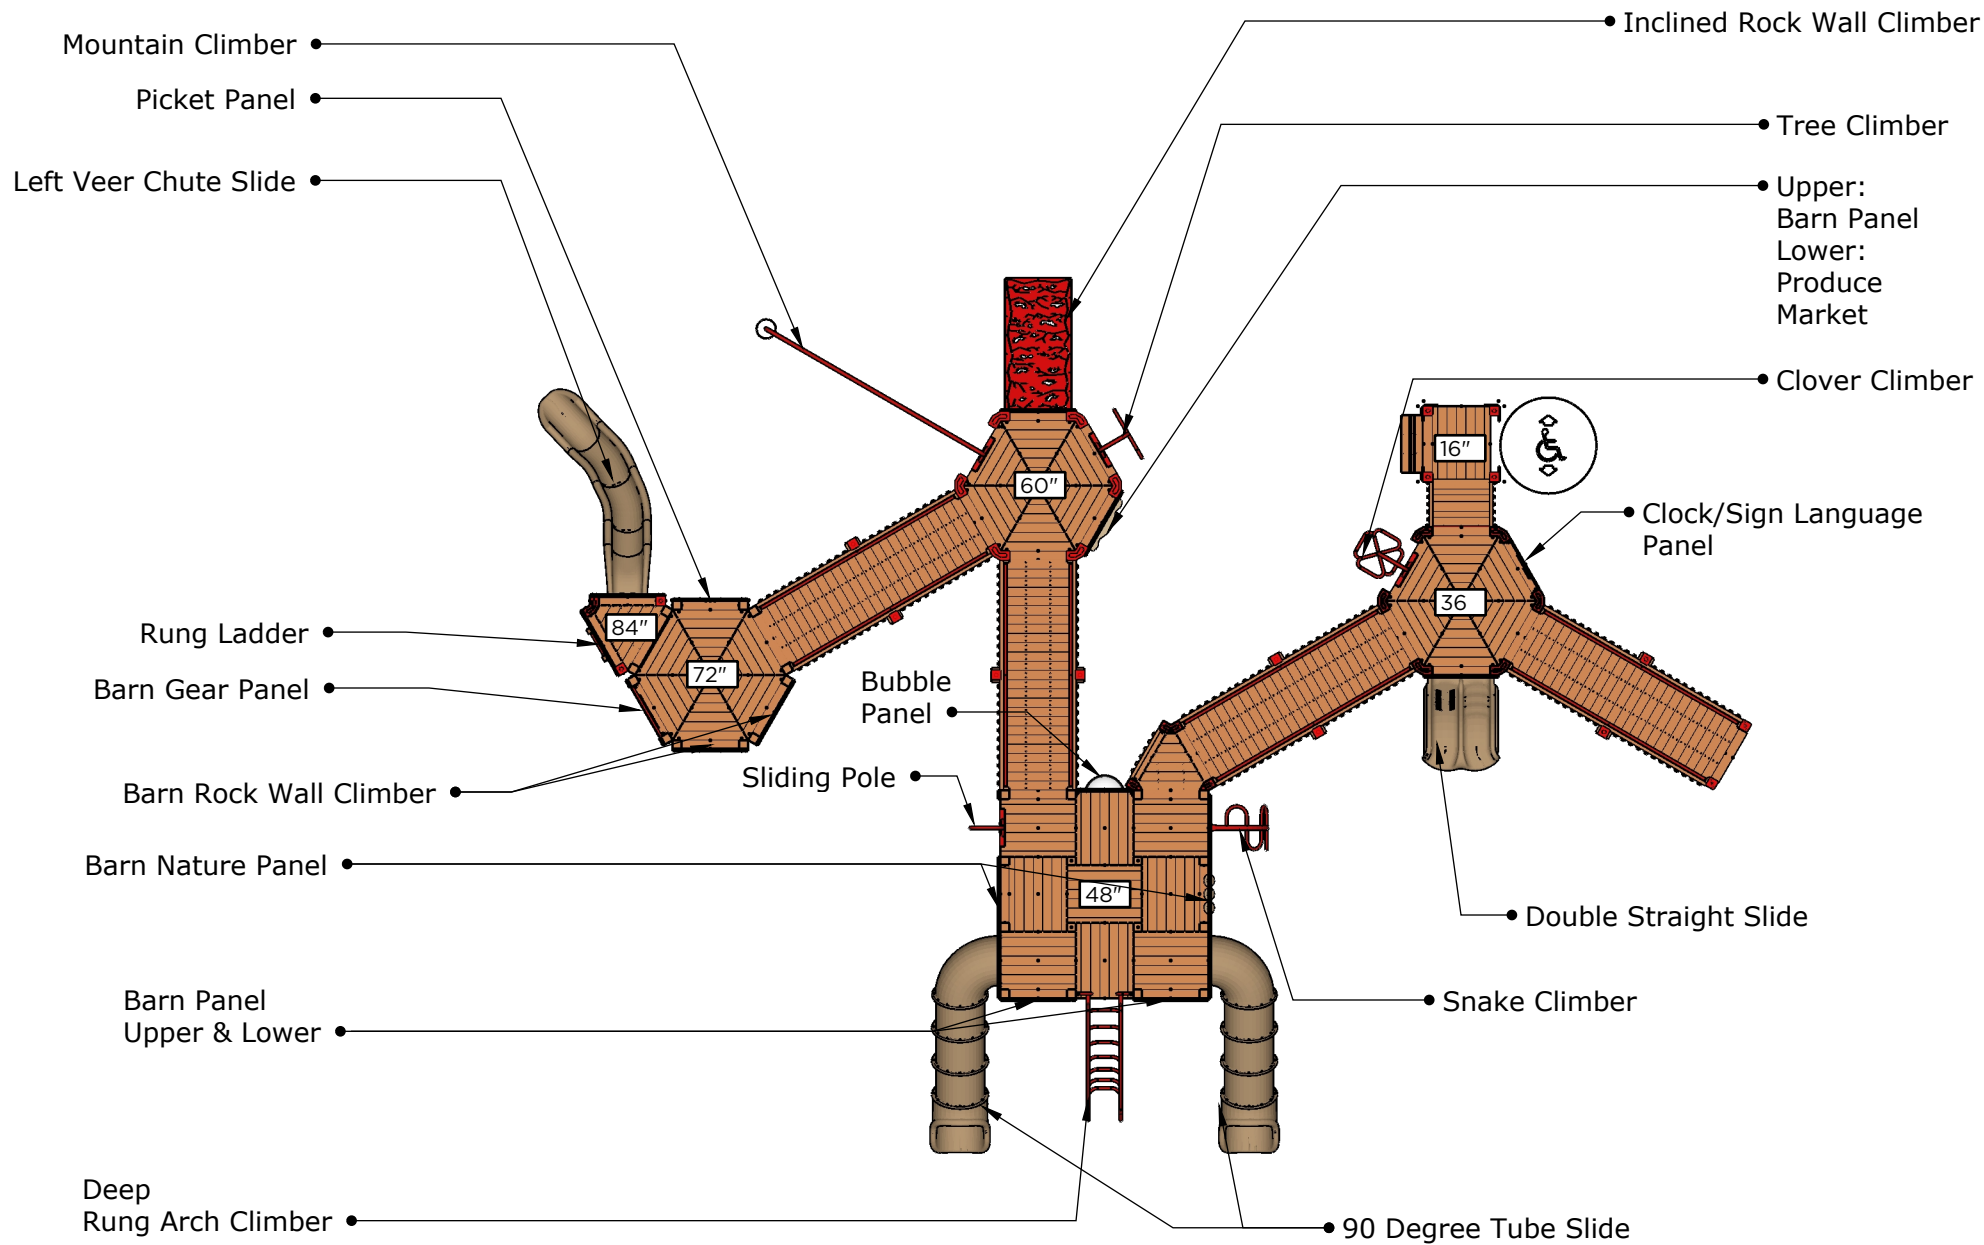 Mountain Climber
Picket Panel
Left Veer Chute Slide
Inclined Rock Wall Climber
Tree Climber
Upper:
Barn Panel
Lower:
Produce
Market
Clover Climber
16"
60"
Clock/Sign Language
Panel
36
84"
72"
Rung Ladder
Barn Gear Panel
Bubble
Panel
Sliding Pole
Barn Rock Wall Climber
Barn Nature Panel
48"
Double Straight Slide
Snake Climber
Barn Panel
Upper & Lower
Deep
Rung Arch Climber
90 Degree Tube Slide